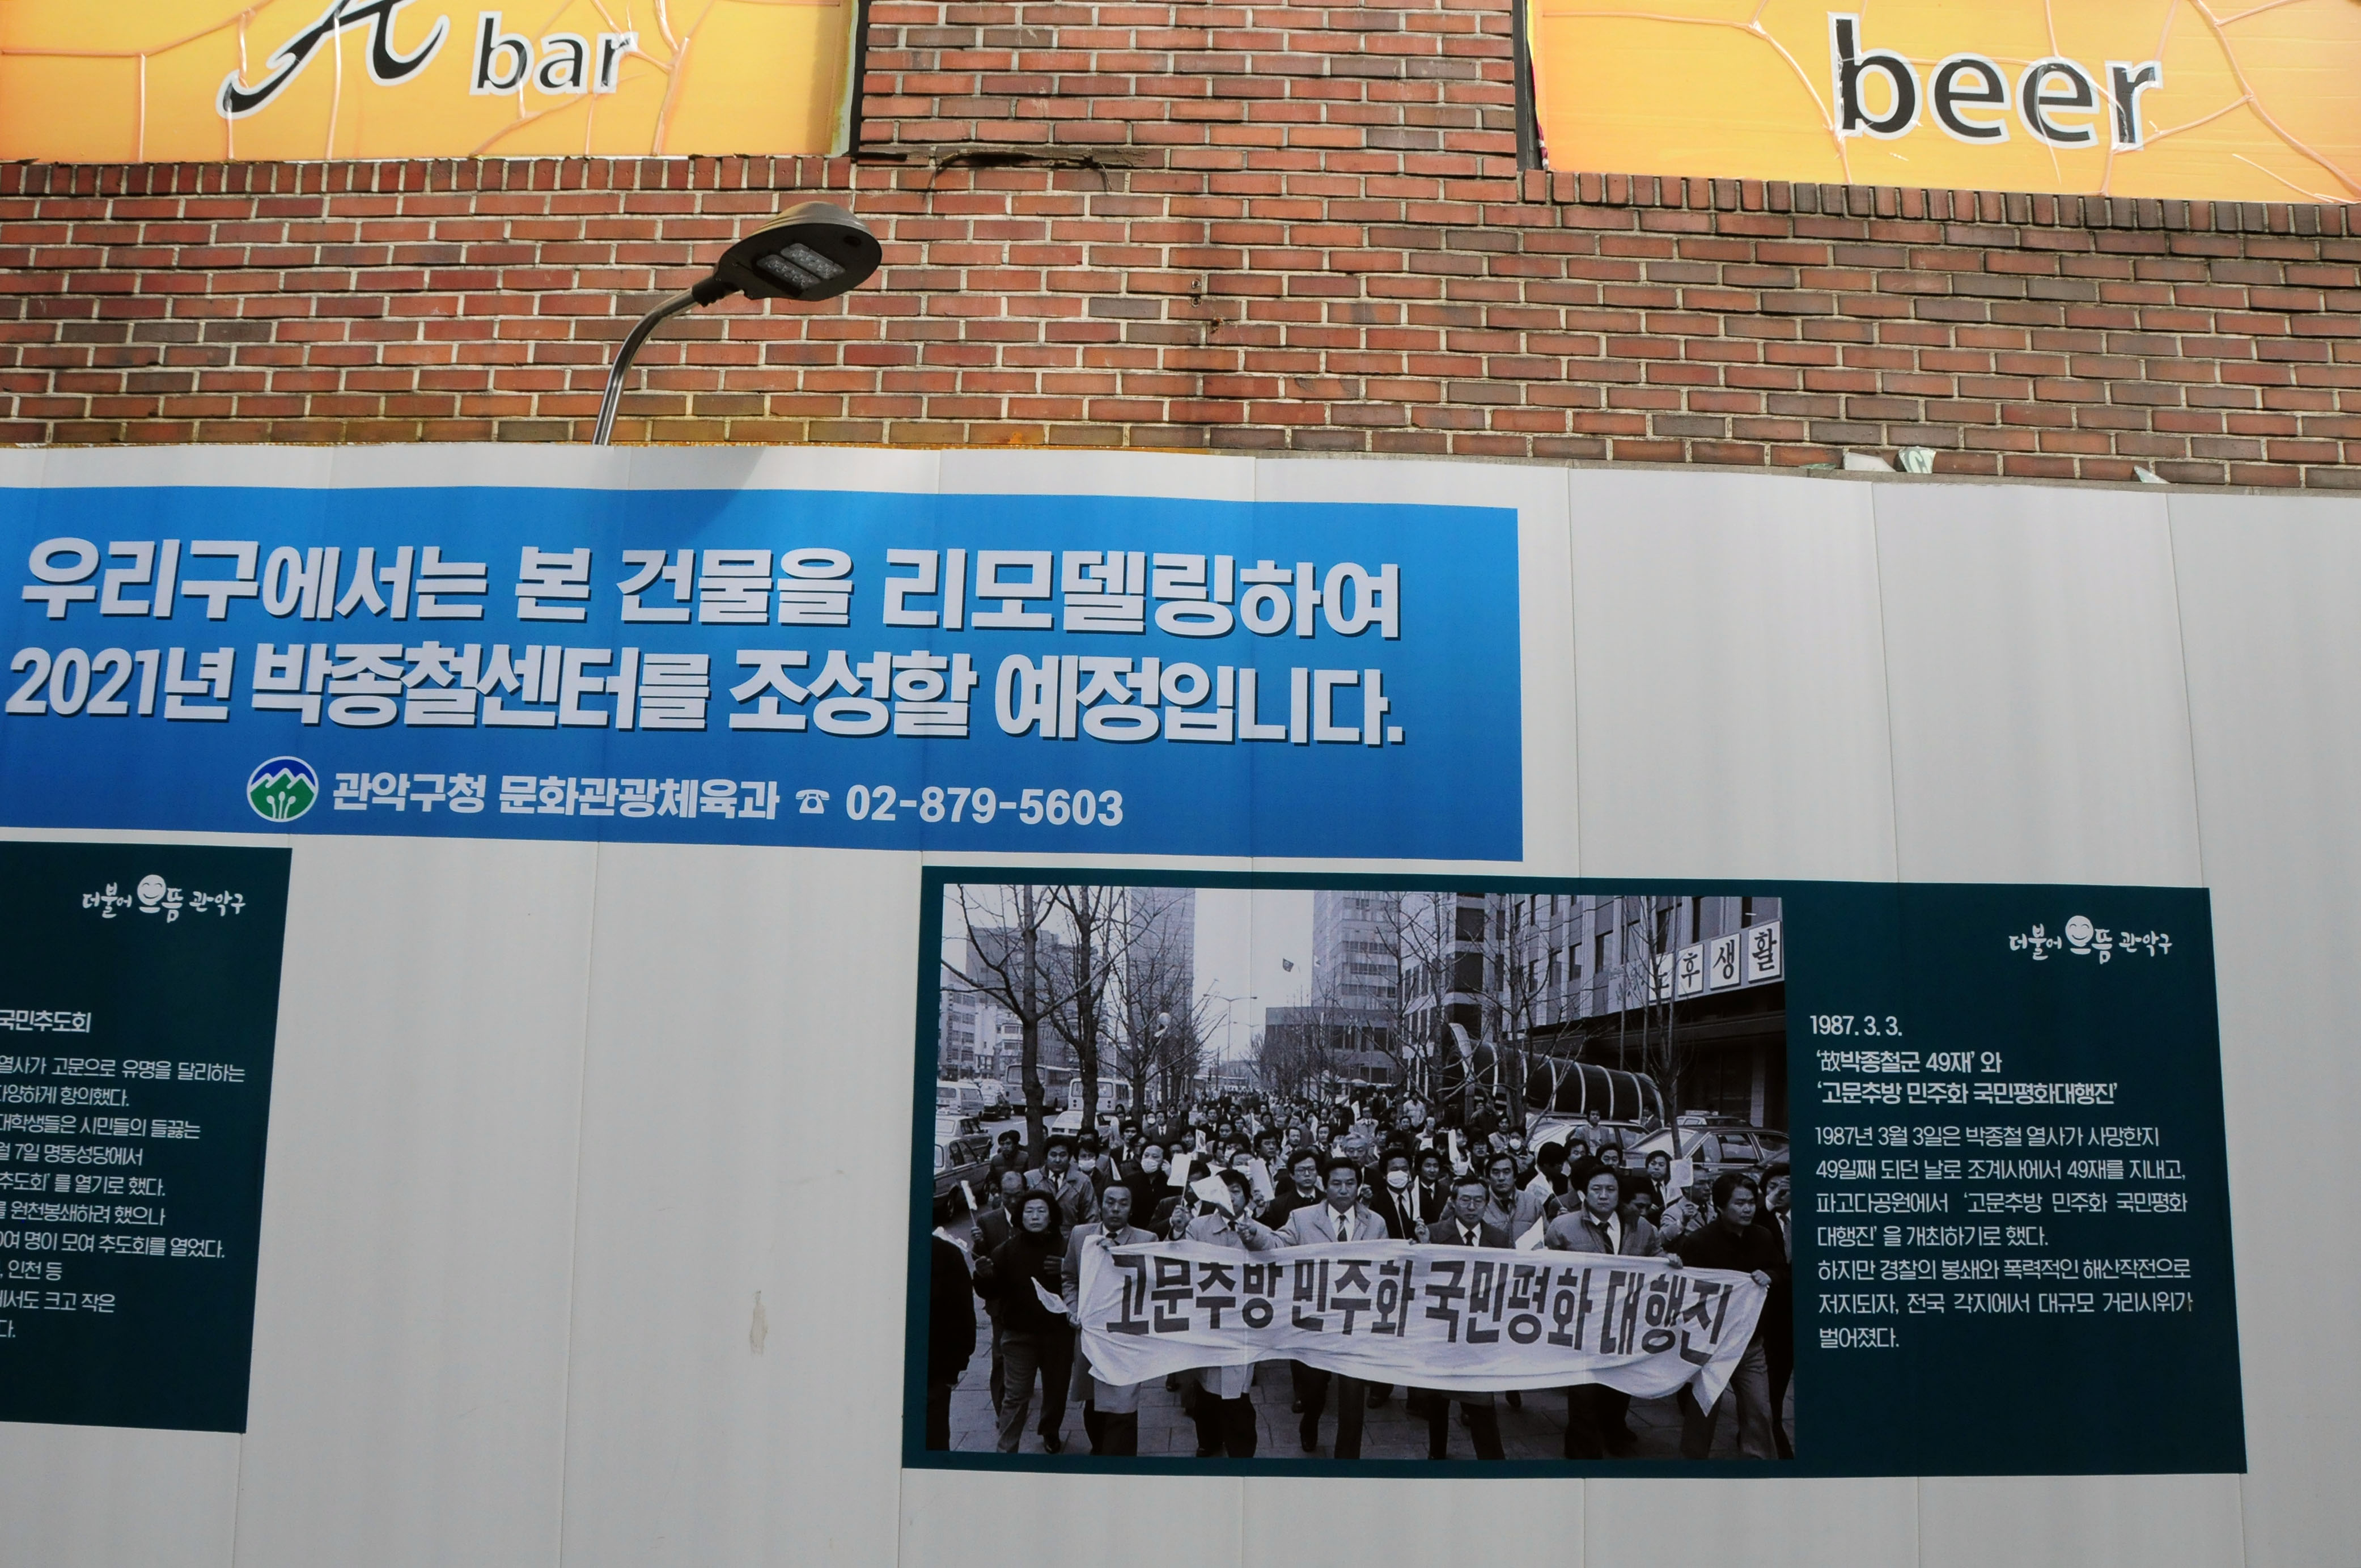 A bar
beer
우리구에서는 본 건물을 리모델링하여
2021년 박종철센터를 조성할 예정입니다.
관악구청 문화관광체육과 ☎ 02-879-5603
더불어 으뜸 관악구
국민추도회
열사가 고문으로 유명을 달리하는
다양하게 항의했다.
대학생들은 시민들의 들끓는
월 7일 명동성당에서
추도회' 를 열기로 했다.
를 원천봉쇄하려 했으나
0여 명이 모여 추도회를 열었다.
, 인천 등
에서도 크고 작은
다.
후생활
고문추방 민주화 국민평화 대행진
더불어 으뜸 관악구
1987. 3. 3.
'故박종철군 49재' 와
'고문추방 민주화 국민평화대행진'
1987년 3월 3일은 박종철 열사가 사망한지
49일째 되던 날로 조계사에서 49재를 지내고,
파고다공원에서 '고문추방 민주화 국민평화
대행진' 을 개최하기로 했다.
하지만 경찰의 봉쇄와 폭력적인 해산작전으로
저지되자, 전국 각지에서 대규모 거리시위가
벌어졌다.